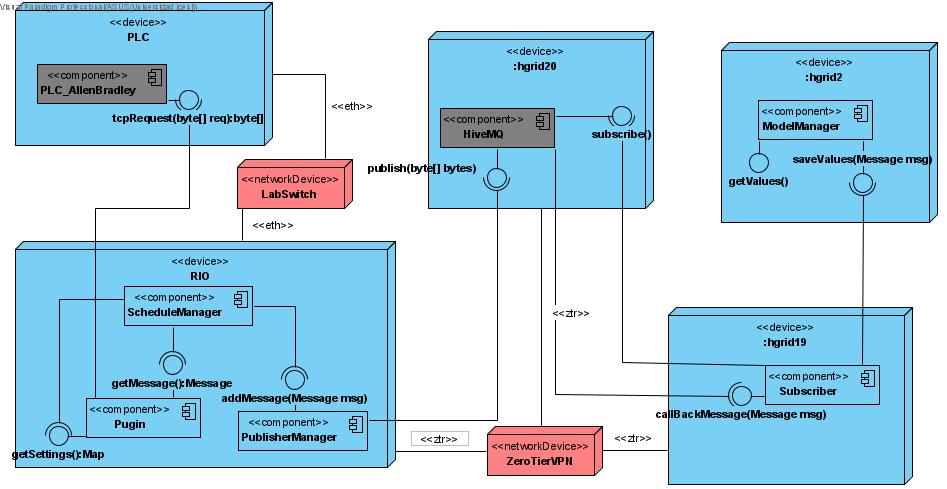 Visual Paradigm Professional(ASUS(Universidad Icesi))
<<device>>
PLC
<<component>>
PLC_AllenBradley
tcpRequest(byte[] req):byte[]
<<eth>>
<<networkDevice>>
LabSwitch
<<eth>>
<<device>>
:hgrid20
<<component>>
HiveMQ
subscribe()
publish(byte[] bytes)
<<device>>
:hgrid2
<<component>>
ModelManager
saveValues(Message msg)
getValues()
<<device>>
RIO
<<component>>
ScheduleManager
getMessage():Message
addMessage(Message msg)
<<component>>
Pugin
<<component>>
PublisherManager
getSettings():Map
<<ztr>>
<<ztr>>
<<networkDevice>>
ZeroTierVPN
<<ztr>>
<<device>>
:hgrid19
<<component>>
Subscriber
callBackMessage(Message msg)